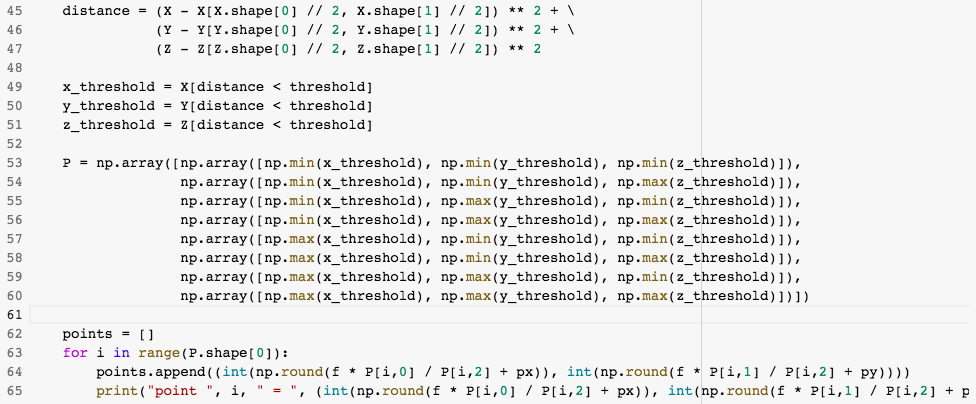 45 distance = (X - X[X.shape[0] // 2, X.shape[1] // 2]) ** 2 + \
46 (Y - Y[Y.shape[0] // 2, Y.shape[1] // 2]) ** 2 + \
47 (Z - Z[Z.shape[0] // 2, Z.shape[1] // 2]) ** 2
48
49 x_threshold = X[distance < threshold]
50 y_threshold = Y[distance < threshold]
51 z_threshold = Z[distance < threshold]
52
53 P = np.array([np.array([np.min(x_threshold), np.min(y_threshold), np.min(z_threshold)]),
54 np.array([np.min(x_threshold), np.min(y_threshold), np.max(z_threshold)]),
55 np.array([np.min(x_threshold), np.max(y_threshold), np.min(z_threshold)]),
56 np.array([np.min(x_threshold), np.max(y_threshold), np.max(z_threshold)]),
57 np.array([np.max(x_threshold), np.min(y_threshold), np.min(z_threshold)]),
58 np.array([np.max(x_threshold), np.min(y_threshold), np.max(z_threshold)]),
59 np.array([np.max(x_threshold), np.max(y_threshold), np.min(z_threshold)]),
60 np.array([np.max(x_threshold), np.max(y_threshold), np.max(z_threshold)])])
61
62 points = []
63 for i in range(P.shape[0]):
64 points.append((int(np.round(f * P[i,0] / P[i,2] + px)), int(np.round(f * P[i,1] / P[i,2] + py))))
65 print("point ", i, " = ", (int(np.round(f * P[i,0] / P[i,2] + px)), int(np.round(f * P[i,1] / P[i,2] + p